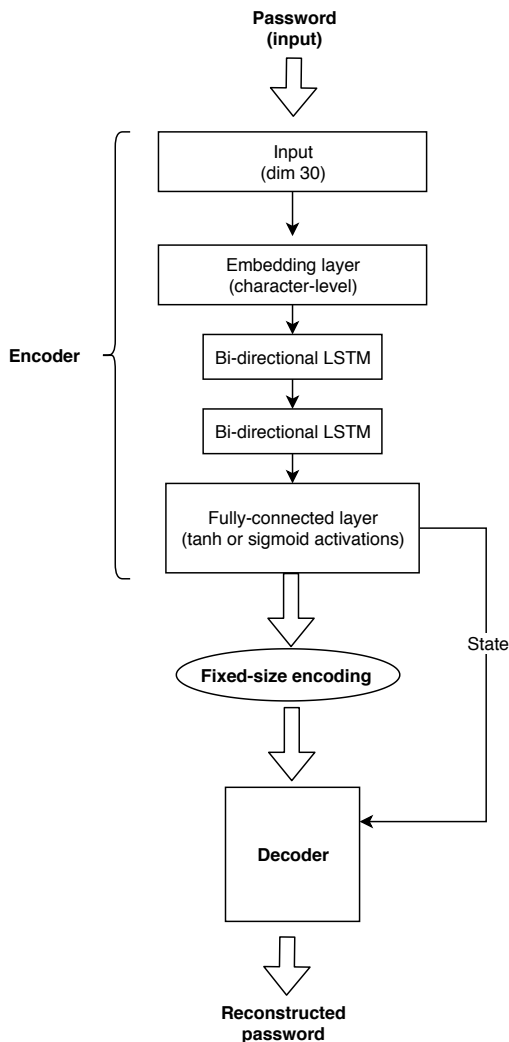 Password
(input)
Input
(dim 30)
Embedding layer
(character-level)
Encoder
Bi-directional LSTM
Bi-directional LSTM
Fully-connected layer
(tanh or sigmoid activations)
State
Fixed-size encoding
Decoder
Reconstructed
password